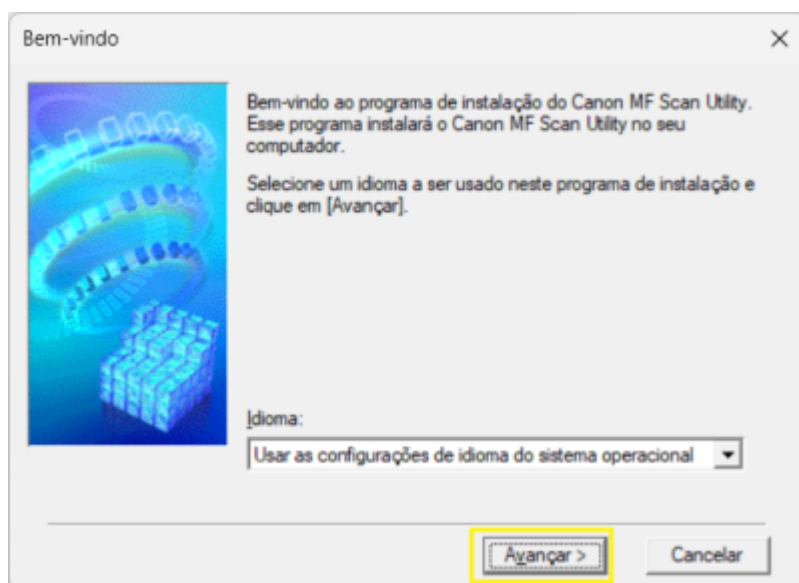 Bem-vindo
Bem-vindo ao programa de instalação do Canon MF Scan Utility.
Esse programa instalará o Canon MF Scan Utility no seu
computador.
Selecione um idioma a ser usado neste programa de instalação e
clique em [Avançar].
Idioma:
Usar as configurações de idioma do sistema operacional
Avançar >
Cancelar